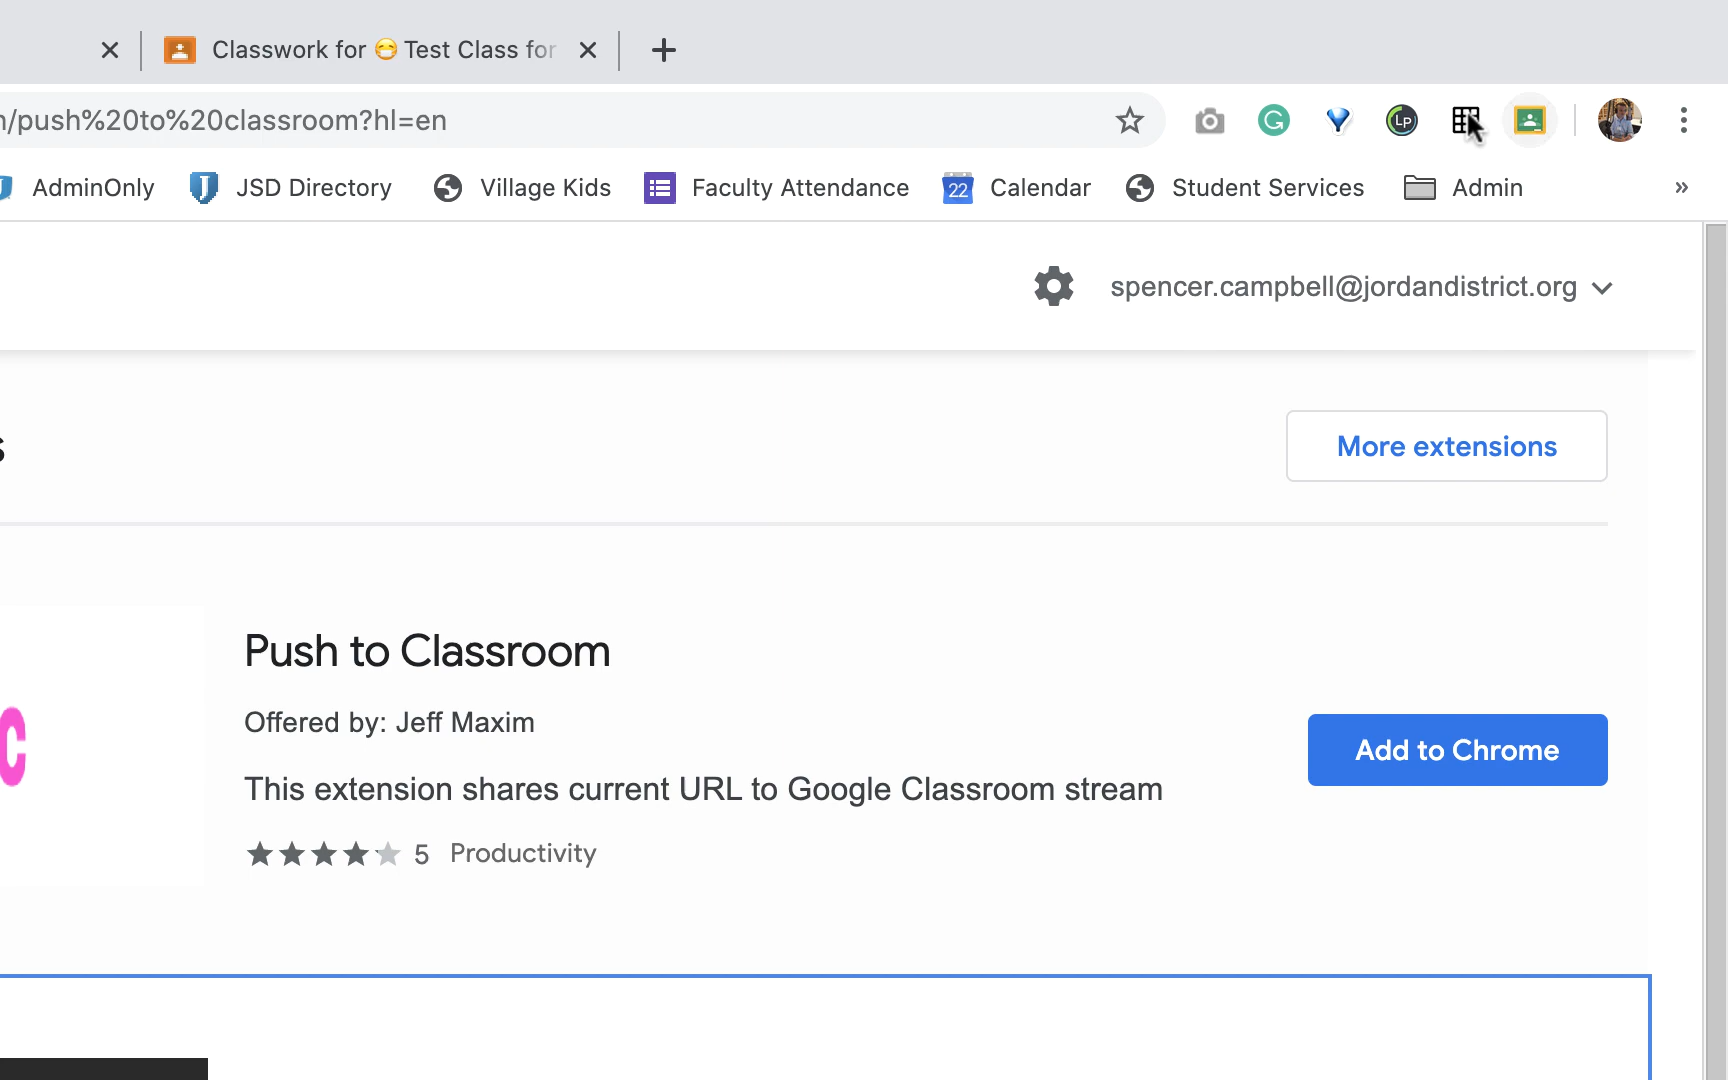 Classwork for 😷 Test Class for
/push%20to%20classroom?hl=en
AdminOnly
JSD Directory
Village Kids
Faculty Attendance
22
Calendar
Student Services
Admin
»
spencer.campbell@jordandistrict.org
s
More extensions
Push to Classroom
Offered by: Jeff Maxim
Add to Chrome
This extension shares current URL to Google Classroom stream
5 Productivity
C
G
LP
J